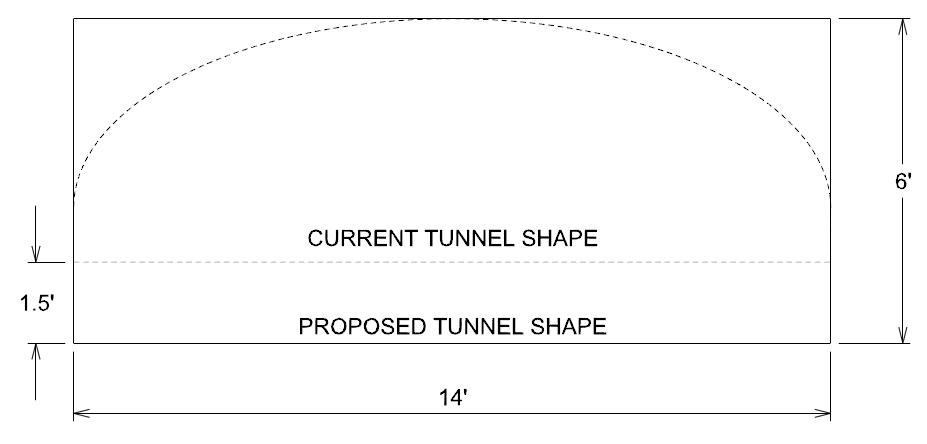 6'
CURRENT TUNNEL SHAPE
1.5'
PROPOSED TUNNEL SHAPE
14'